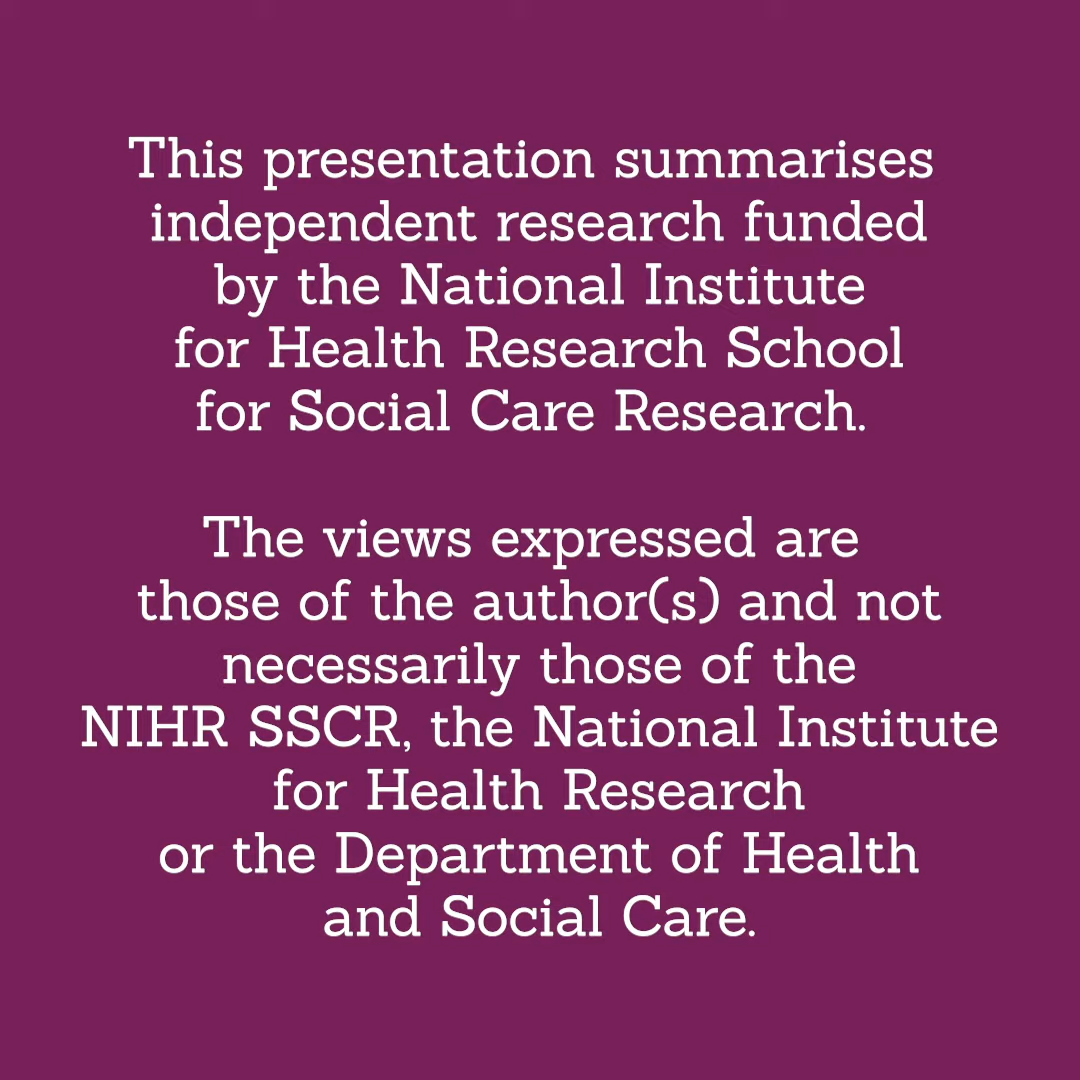 This presentation summarises
independent research funded
by the National Institute
for Health Research School
for Social Care Research.
The views expressed are
those of the author(s) and not
necessarily those of the
NIHR SSCR, the National Institute
for Health Research
or the Department of Health
and Social Care.